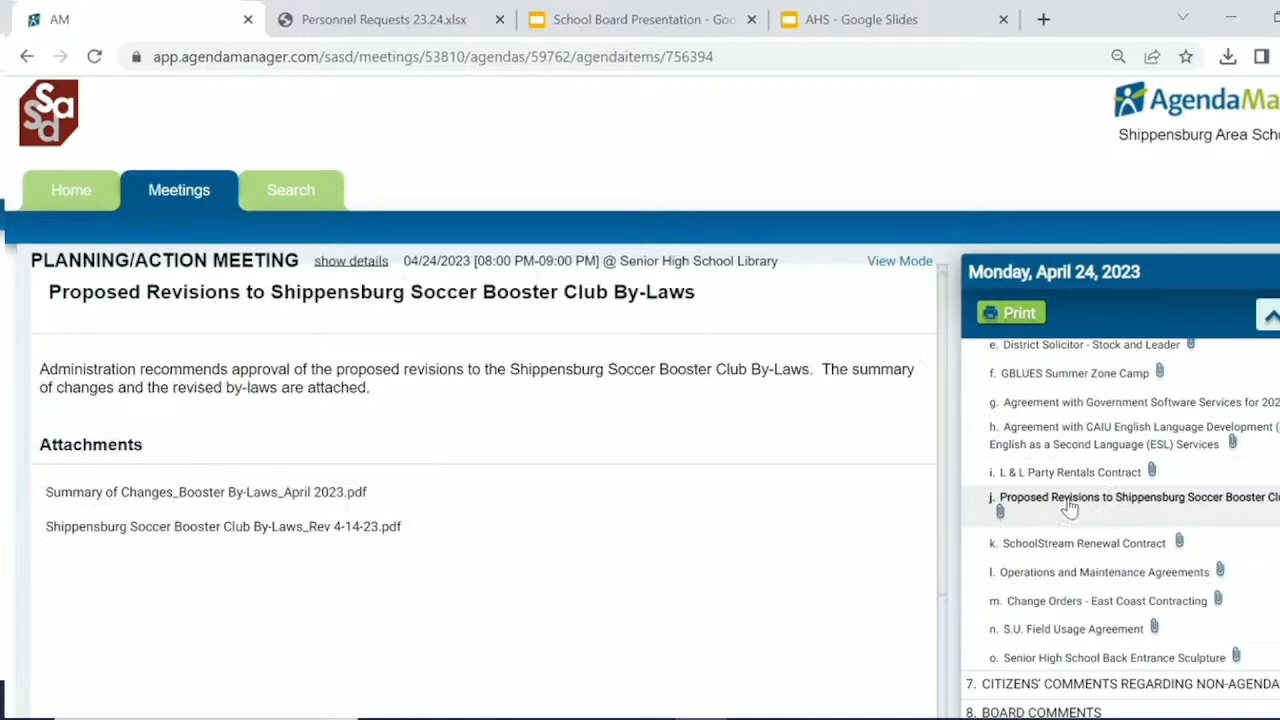 AM
Personnel Requests 23.24.xlsx
School Board Presentation - Goo
AHS - Google Slides
app.agendamanager.com/sasd/meetings/53810/agendas/59762/agendaitems/756394
Sa
Sd
AgendaMa
Shippensburg Area Scho
Home
Meetings
Search
PLANNING/ACTION MEETING show details 04/24/2023 [08:00 PM-09:00 PM] @ Senior High School Library View Mode
Proposed Revisions to Shippensburg Soccer Booster Club By-Laws
Administration recommends approval of the proposed revisions to the Shippensburg Soccer Booster Club By-Laws. The summary
of changes and the revised by-laws are attached.
Attachments
Summary of Changes_Booster By-Laws_April 2023.pdf
Shippensburg Soccer Booster Club By-Laws_Rev 4-14-23.pdf
Monday, April 24, 2023
Print
e. District Solicitor - Stock and Leader
f. GBLUES Summer Zone Camp
g. Agreement with Government Software Services for 202
h. Agreement with CAIU English Language Development (
English as a Second Language (ESL) Services
i. L & L Party Rentals Contract
j. Proposed Revisions to Shippensburg Soccer Booster Cl
k. SchoolStream Renewal Contract
l. Operations and Maintenance Agreements
m. Change Orders - East Coast Contracting
n. S.U. Field Usage Agreement
o. Senior High School Back Entrance Sculpture
7. CITIZENS' COMMENTS REGARDING NON-AGENDA
8. BOARD COMMENTS